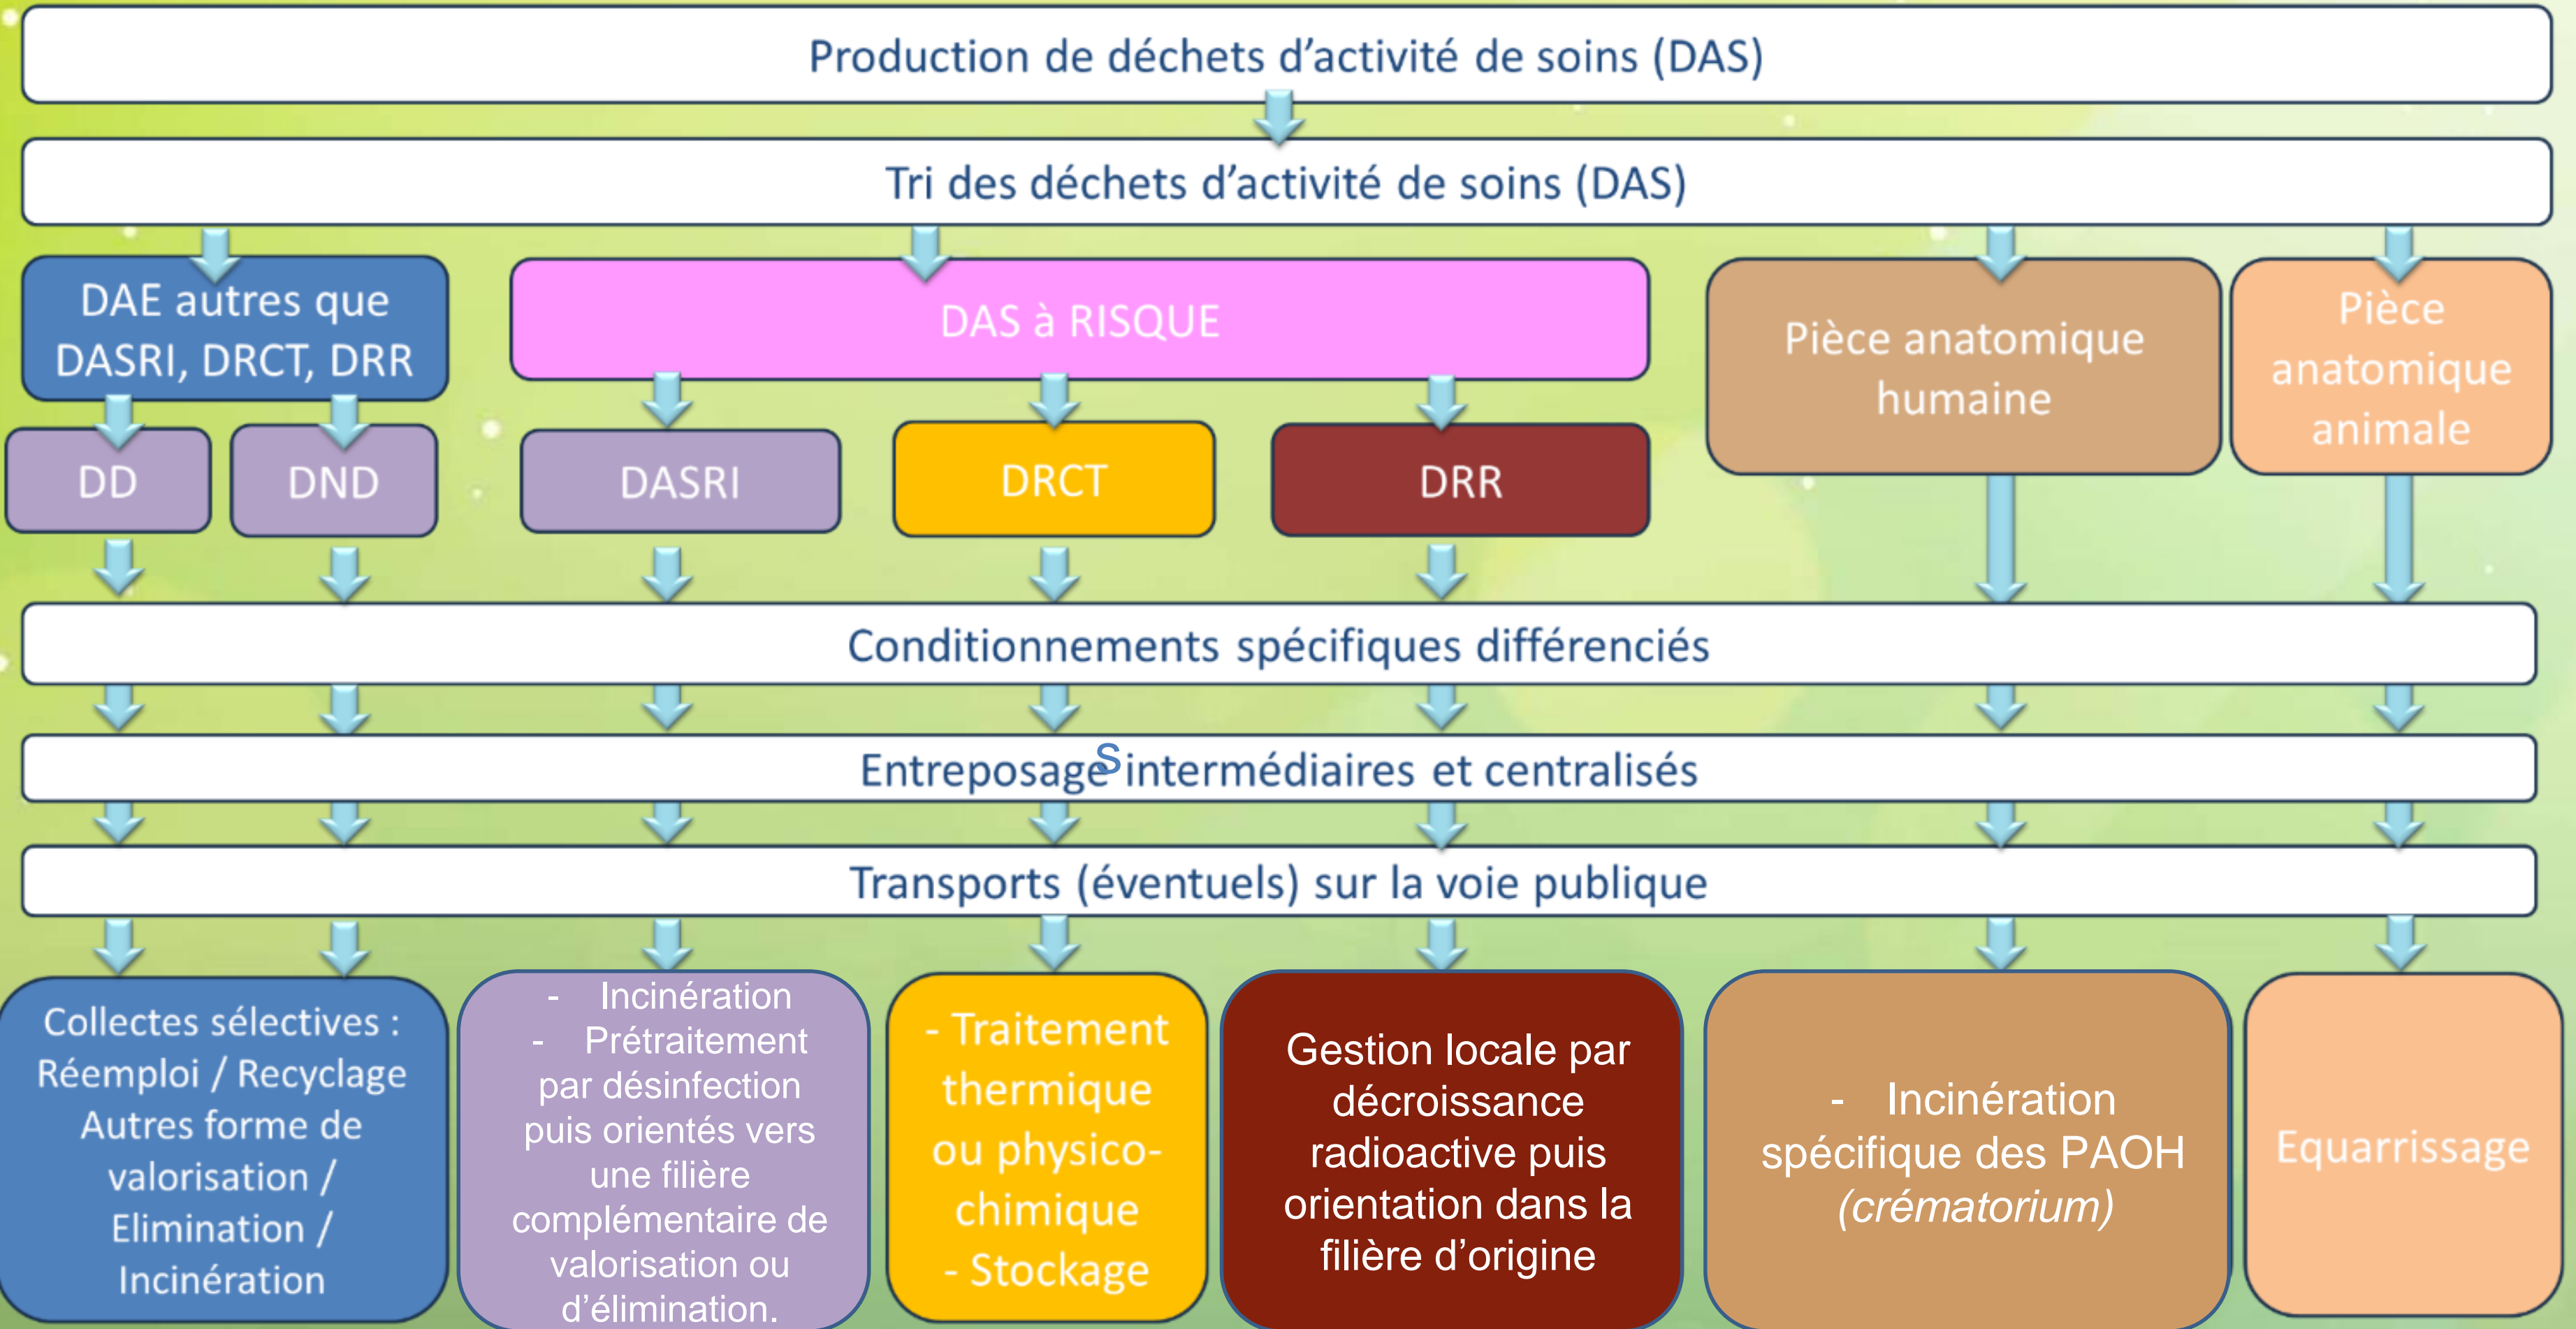 Production de déchets d'activité de soins (DAS)
Tri des déchets d'activité de soins (DAS)
DAE autres que
DASRI, DRCT, DRR
DAS à RISQUE
Pièce anatomique
humaine
Pièce
anatomique
animale
DD
DND
DASRI
DRCT
DRR
Conditionnements spécifiques différenciés
Entreposages intermédiaires et centralisés
Transports (éventuels) sur la voie publique
Collectes sélectives :
Réemploi / Recyclage
Autres forme de
valorisation /
Elimination /
Incinération
- Incinération
- Prétraitement
par désinfection
puis orientés vers
une filière
complémentaire de
valorisation ou
d'élimination.
- Traitement
thermique
ou physico-
chimique
- Stockage
Gestion locale par
décroissance
radioactive puis
orientation dans la
filière d'origine
- Incinération
spécifique des PAOH
(crématorium)
Equarrissage